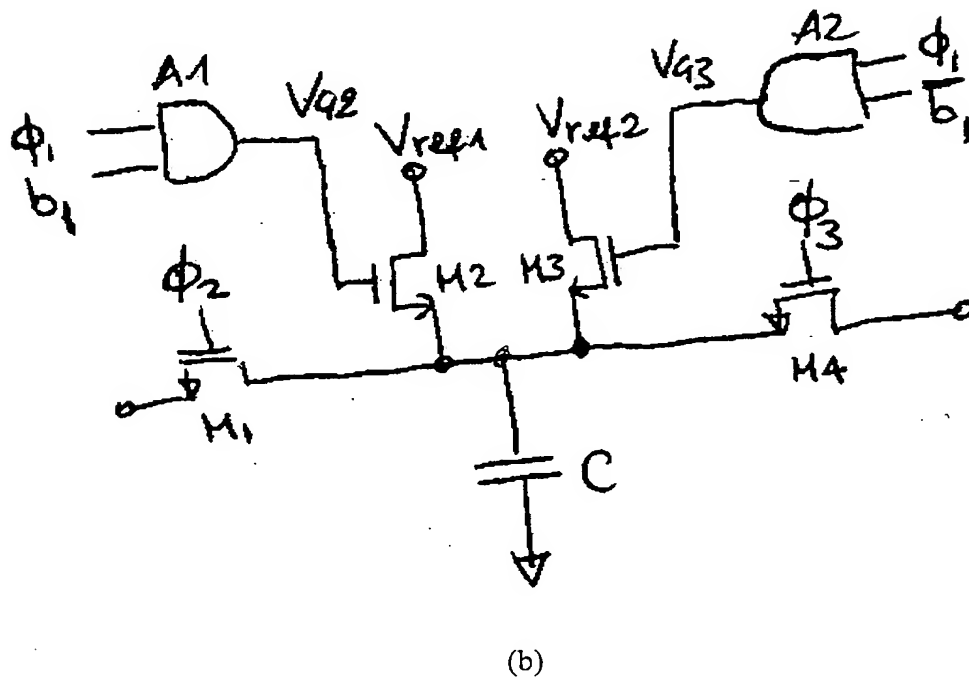 A1
A2
VG2
VG3
Vref1
Vref2
ϕ1
b1
ϕ1
b̅1
ϕ2
M2
M3
ϕ3
M1
M4
C
(b)